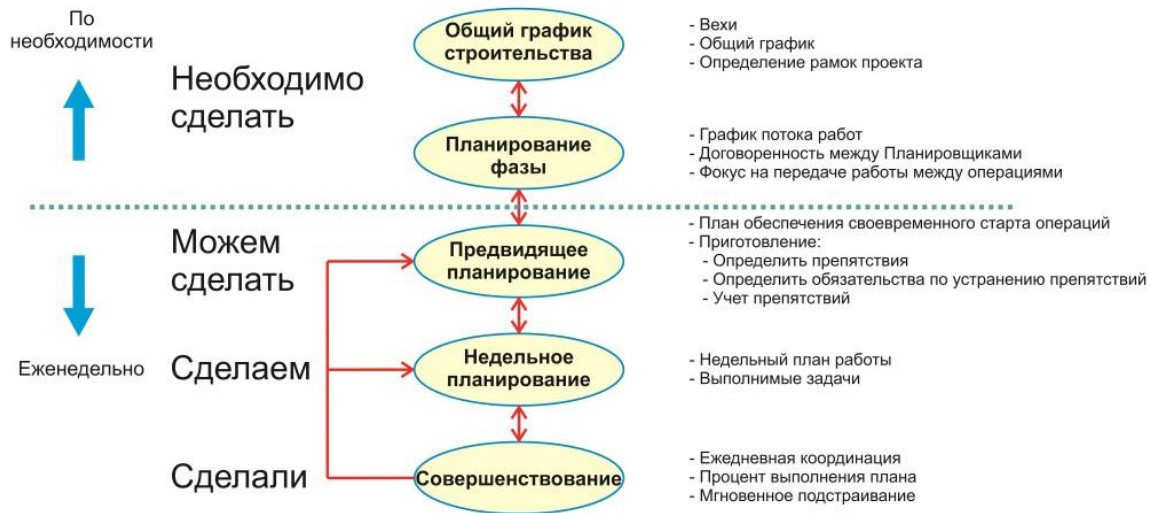 По
необходимости
Необходимо
сделать
Общий график
строительства
- Вехи
- Общий график
- Определение рамок проекта
Планирование
фазы
- График потока работ
- Договоренность между Планировщиками
- Фокус на передаче работы между операциями
Можем
сделать
Предвидящее
планирование
- План обеспечения своевременного старта операций
- Приготовление:
- Определить препятствия
- Определить обязательства по устранению препятствий
- Учет препятствий
Еженедельно
Сделаем
Недельное
планирование
- Недельный план работы
- Выполнимые задачи
Сделали
Совершенствование
- Ежедневная координация
- Процент выполнения плана
- Мгновенное подстраивание